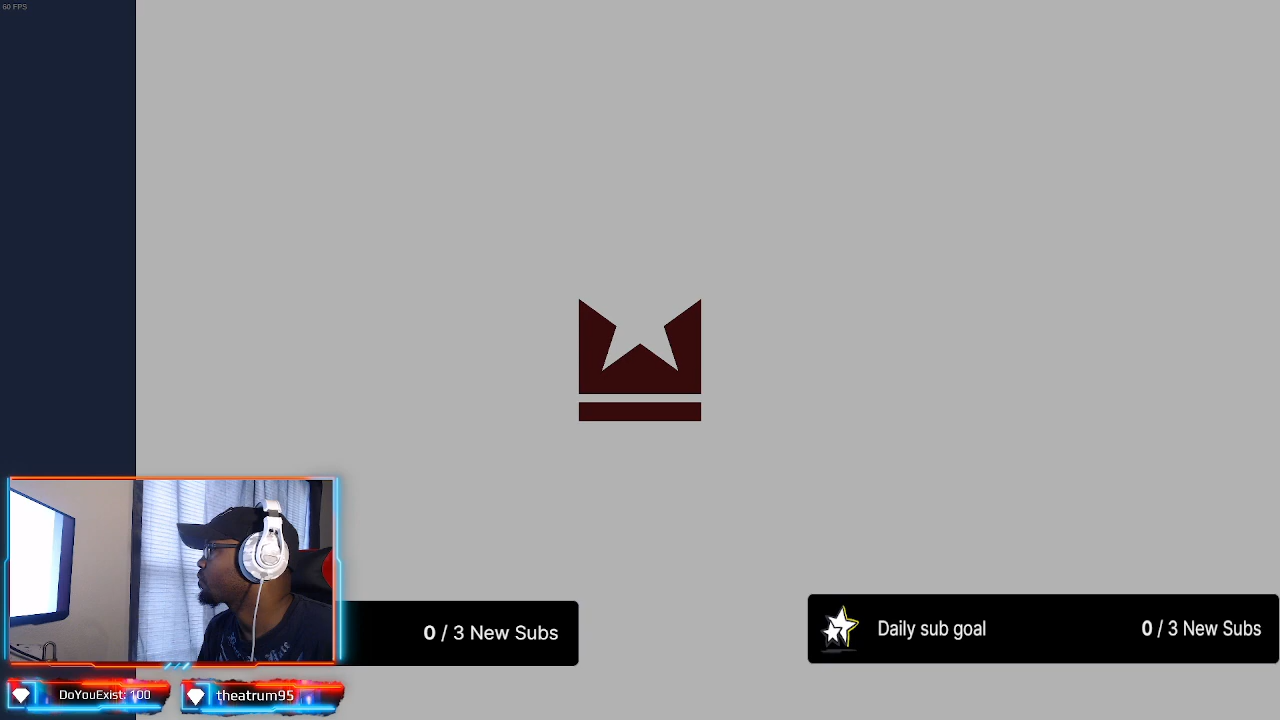 60 FPS
0 / 3 New Subs
Daily sub goal
0 / 3 New Subs
DoYouExist: 100
theatrum95